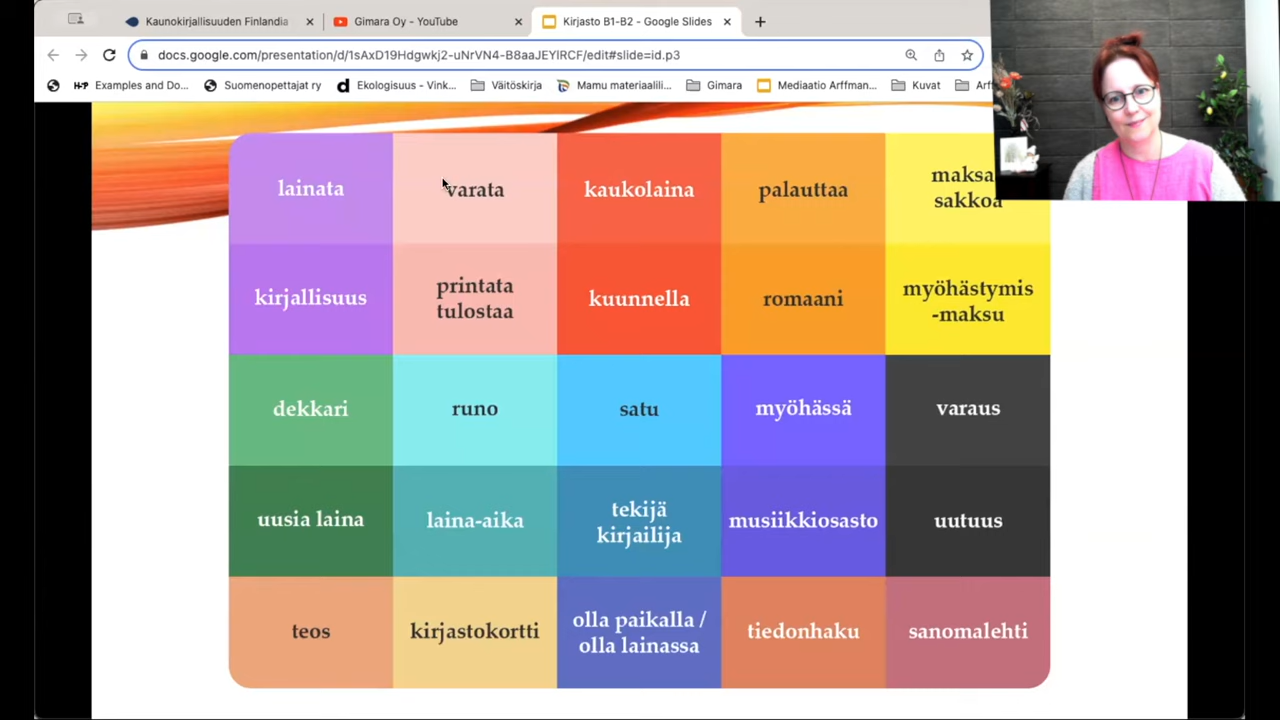 Kaunokirjallisuuden Finlandia
Gimara Oy - YouTube
Kirjasto B1-B2 - Google Slides
docs.google.com/presentation/d/1sAxD19Hdgwkj2-uNrVN4-B8aaJEYlRCF/edit#slide=id.p3
Examples and Do...
Suomenopettajat ry
Ekologisuus - Vink...
Väitöskirja
Mamu materiaalili...
Gimara
Mediaatio Arffman...
Kuvat
lainata
varata
kaukolaina
palauttaa
sakkoa
kirjallisuus
printata
tulostaa
kuunnella
romaani
myöhästymis
-maksu
dekkari
runo
satu
myöhässä
varaus
uusia laina
laina-aika
tekijä
kirjailija
musiikkiosasto
uutuus
teos
kirjastokortti
olla paikalla /
olla lainassa
tiedonhaku
sanomalehti